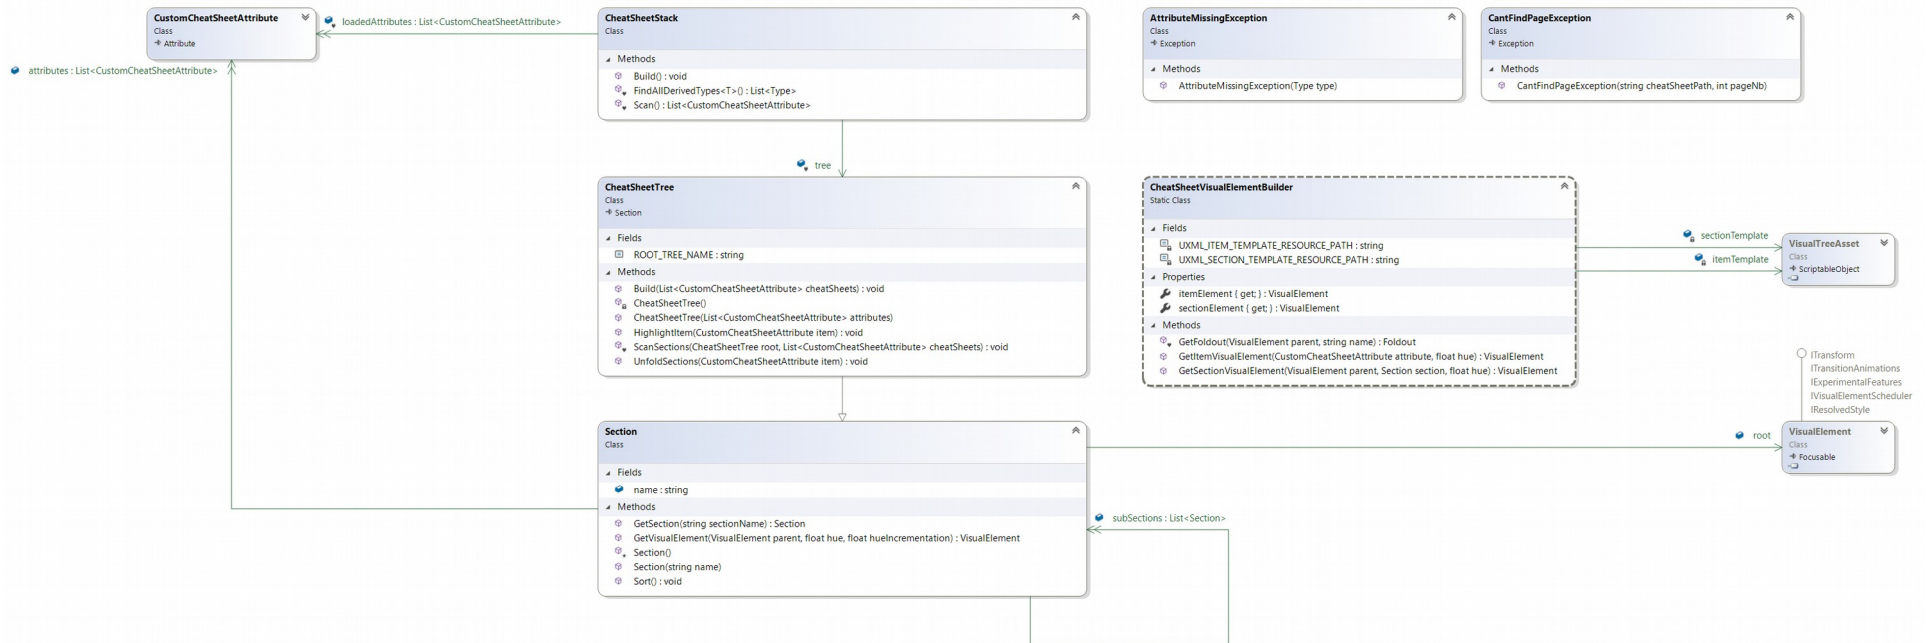 CustomCheatSheetAttribute
Class
Attribute
attributes : List<CustomCheatSheetAttribute>
loadedAttributes : List<CustomCheatSheetAttribute>
CheatSheetStack
Class
Methods
Build() : void
FindAllDerivedTypes<T>() : List<Type>
Scan() : List<CustomCheatSheetAttribute>
AttributeMissingException
Class
Exception
Methods
AttributeMissingException(Type type)
CantFindPageException
Class
Exception
Methods
CantFindPageException(string cheatSheetPath, int pageNb)
tree
CheatSheetTree
Class
Section
Fields
ROOT_TREE_NAME : string
Methods
Build(List<CustomCheatSheetAttribute> cheatSheets) : void
CheatSheetTree()
CheatSheetTree(List<CustomCheatSheetAttribute> attributes)
HighlightItem(CustomCheatSheetAttribute item) : void
ScanSections(CheatSheetTree root, List<CustomCheatSheetAttribute> cheatSheets) : void
UnfoldSections(CustomCheatSheetAttribute item) : void
CheatSheetVisualElementBuilder
Static Class
Fields
UXML_ITEM_TEMPLATE_RESOURCE_PATH : string
UXML_SECTION_TEMPLATE_RESOURCE_PATH : string
Properties
itemElement { get; } : VisualElement
sectionElement { get; } : VisualElement
Methods
GetFoldout(VisualElement parent, string name) : Foldout
GetItemVisualElement(CustomCheatSheetAttribute attribute, float hue) : VisualElement
GetSectionVisualElement(VisualElement parent, Section section, float hue) : VisualElement
sectionTemplate
itemTemplate
VisualTreeAsset
Class
ScriptableObject
ITransform
ITransitionAnimations
IExperimentalFeatures
IVisualElementScheduler
IResolvedStyle
Section
Class
Fields
name : string
Methods
GetSection(string sectionName) : Section
GetVisualElement(VisualElement parent, float hue, float hueIncrementation) : VisualElement
Section()
Section(string name)
Sort() : void
root
VisualElement
Class
Focusable
subSections : List<Section>